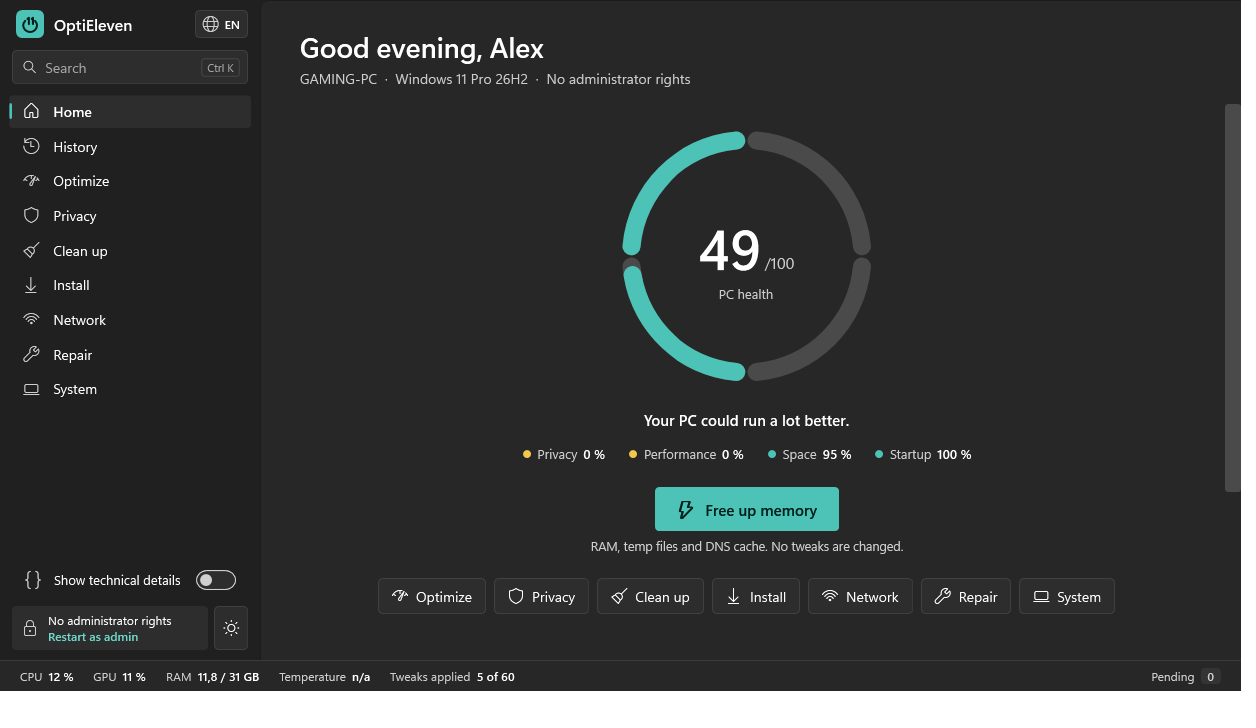 OptiEleven
EN
Search
Ctrl K
Home
History
Optimize
Privacy
Clean up
Install
Network
Repair
System
Show technical details
No administrator rights
Restart as admin
Good evening, Alex
GAMING-PC · Windows 11 Pro 26H2 · No administrator rights
49 /100
PC health
Your PC could run a lot better.
Privacy 0 % Performance 0 % Space 95 % Startup 100 %
Free up memory
RAM, temp files and DNS cache. No tweaks are changed.
Optimize Privacy Clean up Install Network Repair System
CPU 12 % GPU 11 % RAM 11,8 / 31 GB Temperature n/a Tweaks applied 5 of 60 Pending 0